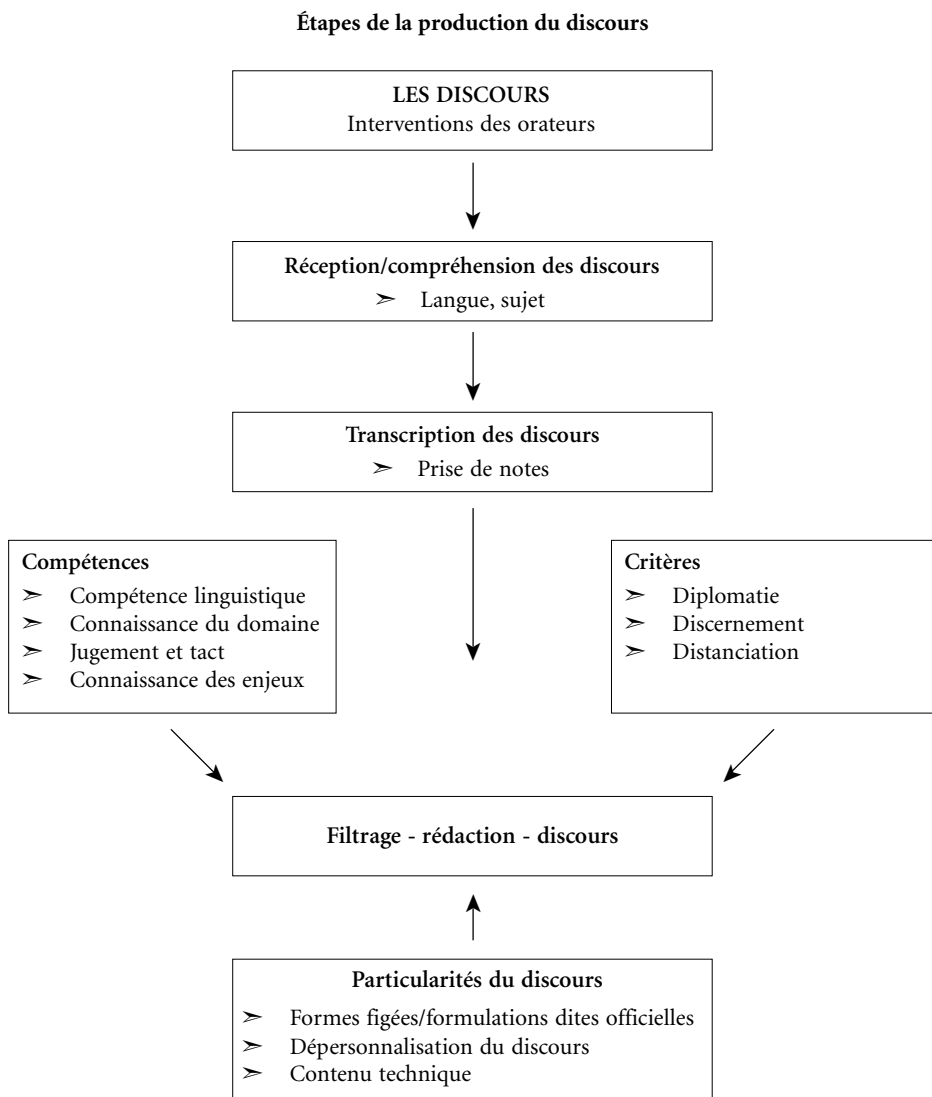 Étapes de la production du discours
LES DISCOURS
Interventions des orateurs
Réception/compréhension des discours
➢ Langue, sujet
Transcription des discours
➢ Prise de notes
Compétences
➢ Compétence linguistique
➢ Connaissance du domaine
➢ Jugement et tact
➢ Connaissance des enjeux
Critères
➢ Diplomatie
➢ Discernement
➢ Distanciation
Filtrage - rédaction - discours
Particularités du discours
➢ Formes figées/formulations dites officielles
➢ Dépersonnalisation du discours
➢ Contenu technique